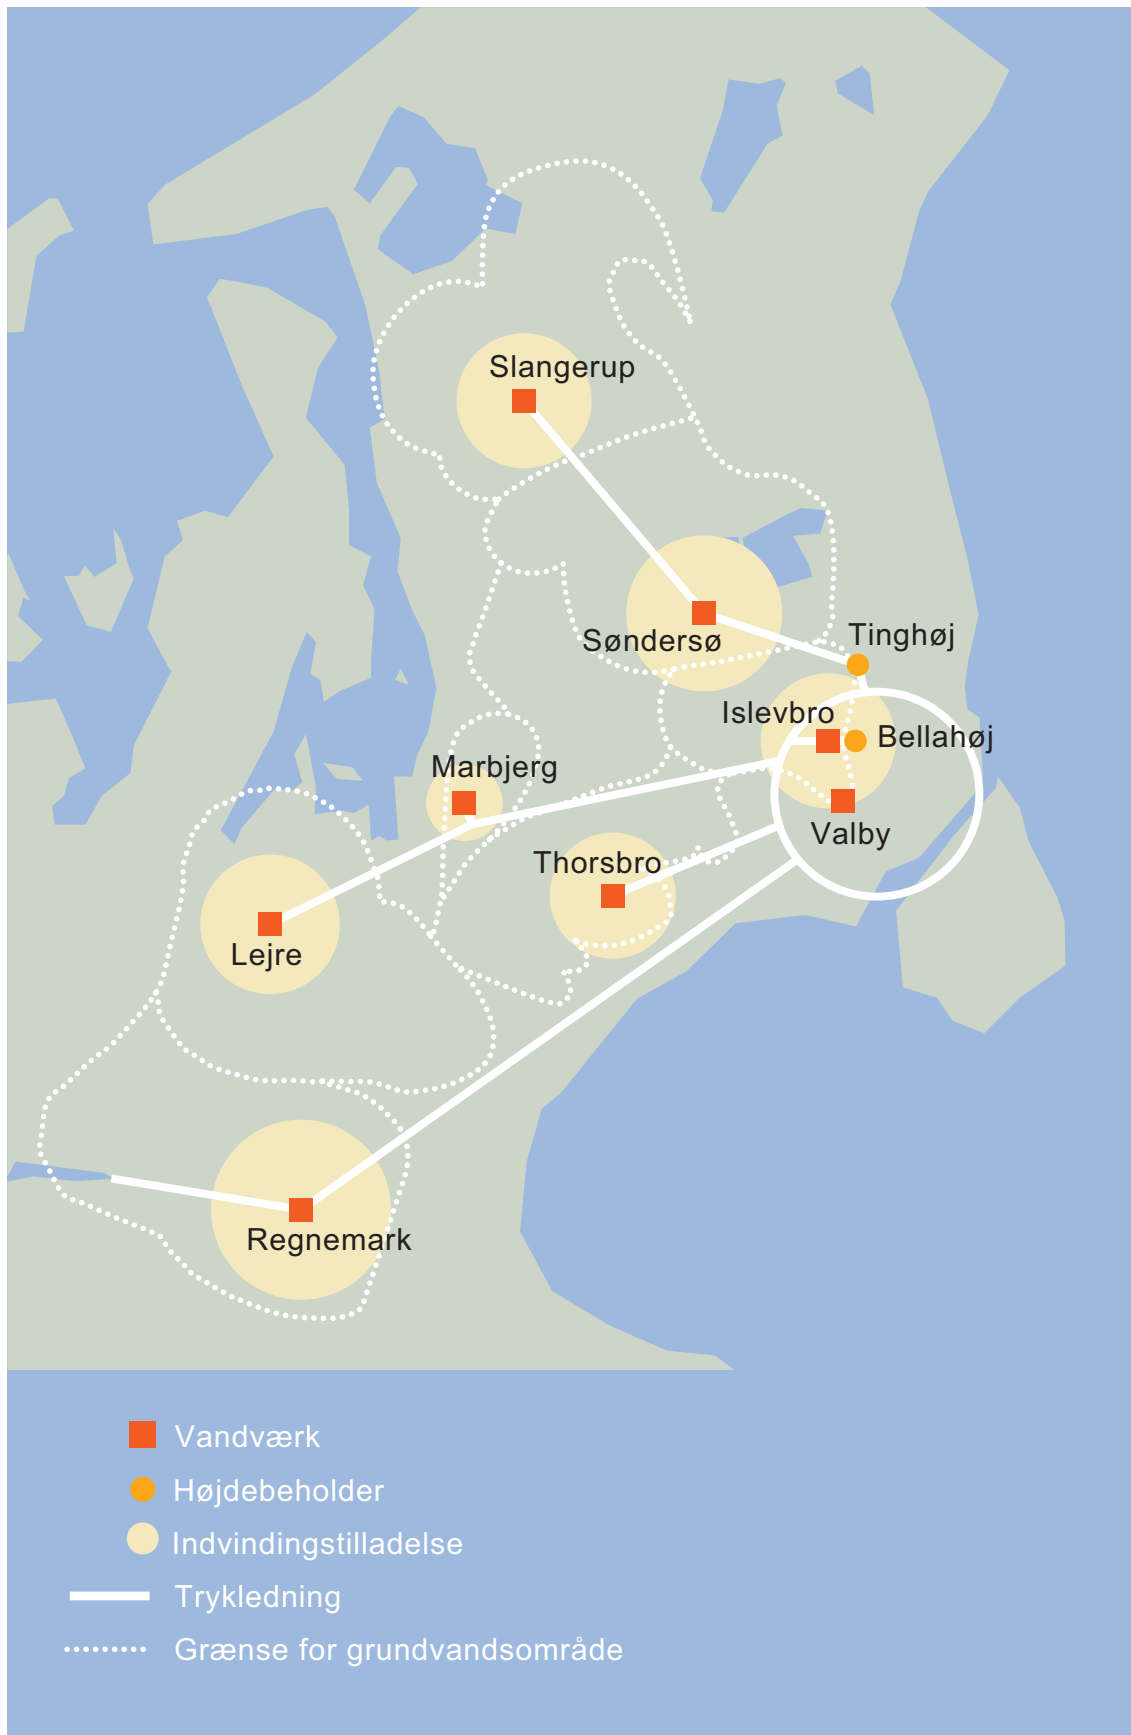 Slangerup
Søndersø
Tinghøj
Islevbro
Bellahøj
Marbjerg
Valby
Thorsbro
Lejre
Regnemark
Vandværk
Højdebeholder
Indvindingstilladelse
Trykledning
Grænse for grundvandsområde